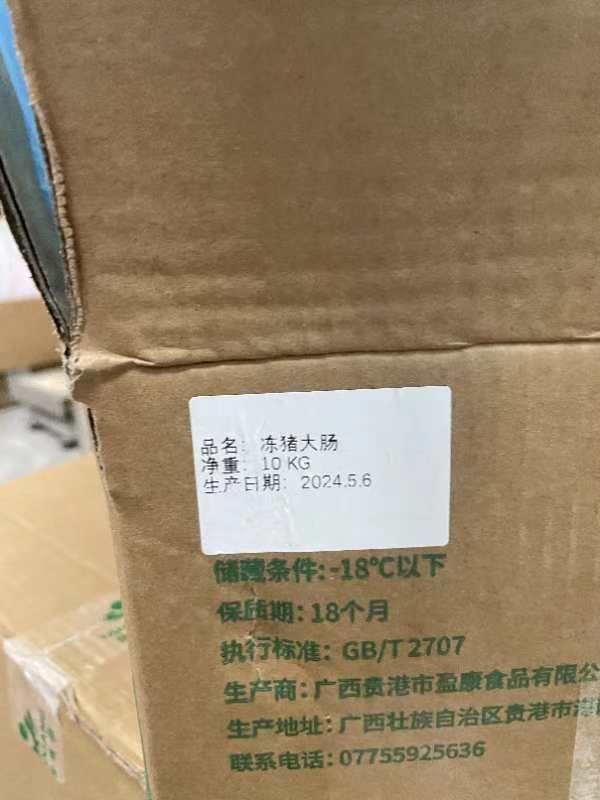 品名：冻猪大肠
净重：10 KG
生产日期：2024.5.6
储藏条件：-18℃以下
保质期：18个月
执行标准：GB/T 2707
生产商：广西贵港市盈康食品有限公
生产地址：广西壮族自治区贵港市港
联系电话：07755925636